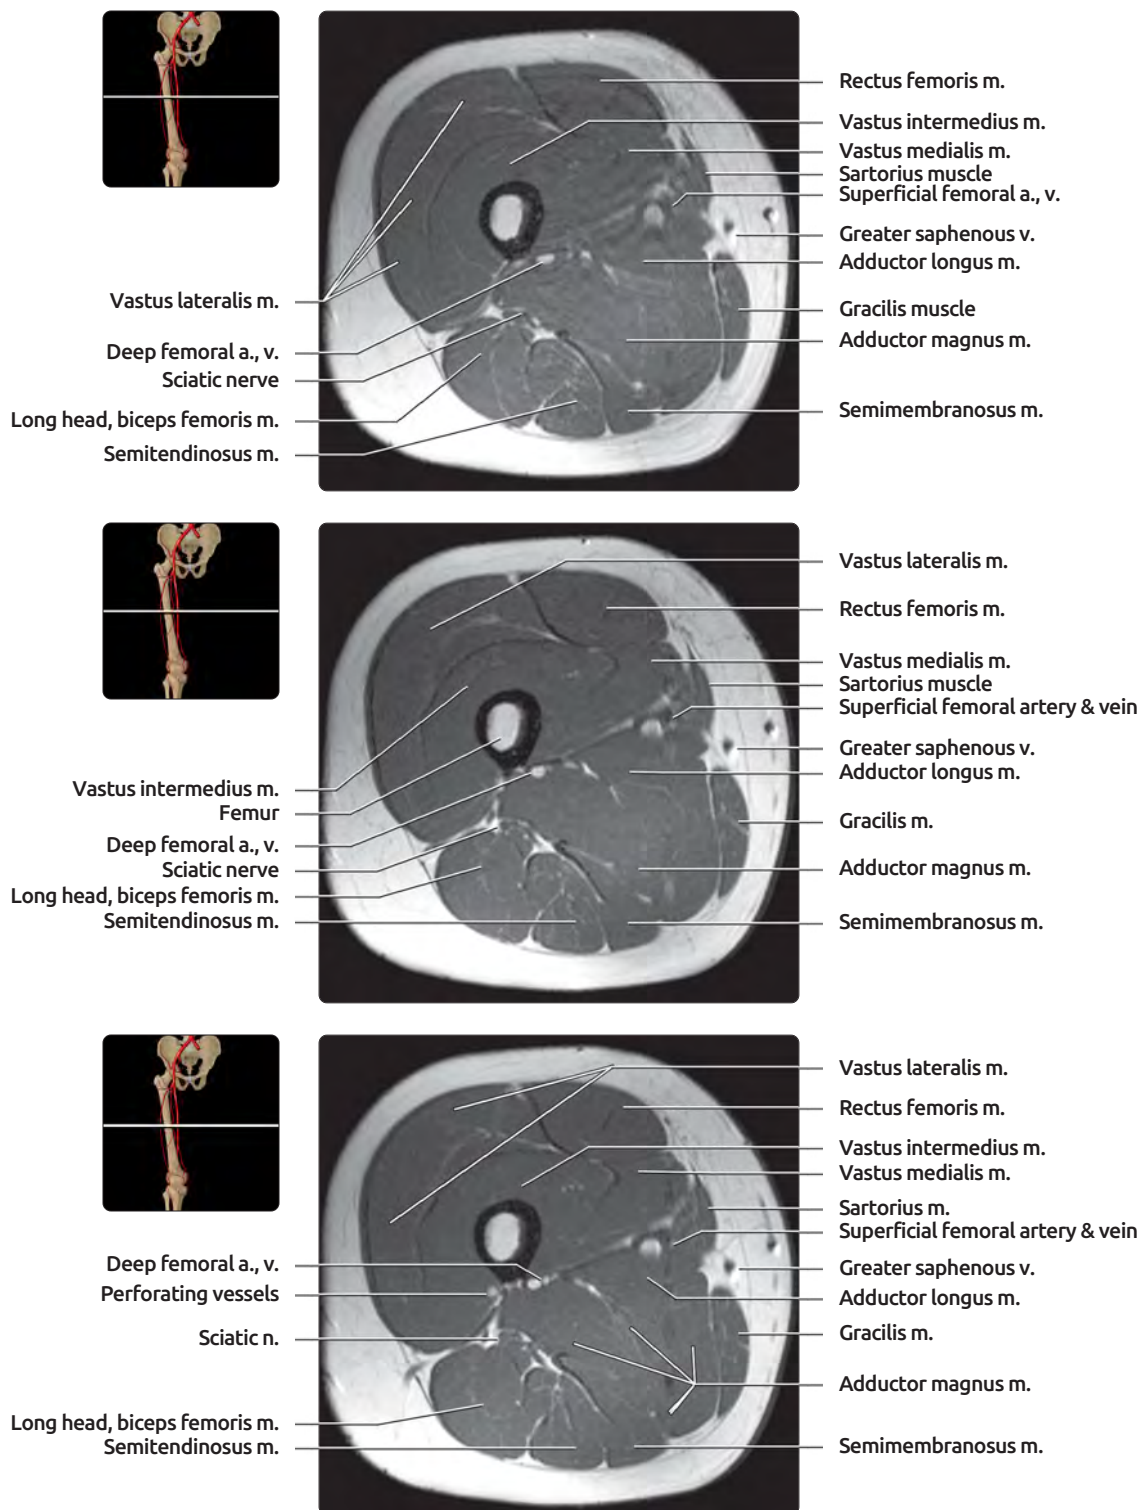 Rectus femoris m.
Vastus intermedius m.
Vastus medialis m.
Sartorius muscle
Superficial femoral a., v.
Greater saphenous v.
Adductor longus m.
Gracilis muscle
Adductor magnus m.
Semimembranosus m.
Vastus lateralis m.
Deep femoral a., v.
Sciatic nerve
Long head, biceps femoris m.
Semitendinosus m.
Vastus lateralis m.
Rectus femoris m.
Vastus medialis m.
Sartorius muscle
Superficial femoral artery & vein
Greater saphenous v.
Adductor longus m.
Gracilis m.
Adductor magnus m.
Semimembranosus m.
Vastus intermedius m.
Femur
Deep femoral a., v.
Sciatic nerve
Long head, biceps femoris m.
Semitendinosus m.
Vastus lateralis m.
Rectus femoris m.
Vastus intermedius m.
Vastus medialis m.
Sartorius m.
Superficial femoral artery & vein
Greater saphenous v.
Adductor longus m.
Gracilis m.
Adductor magnus m.
Semimembranosus m.
Deep femoral a., v.
Perforating vessels
Sciatic n.
Long head, biceps femoris m.
Semitendinosus m.